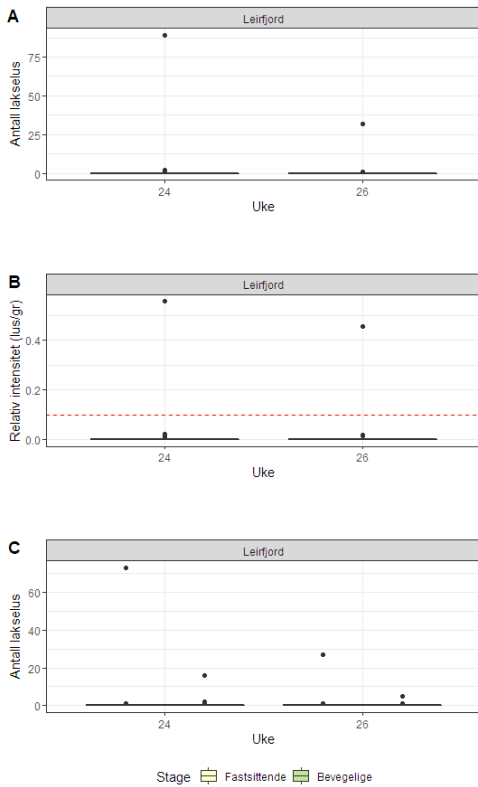 A
Leirfjord
Antall lakselus
75
50
25
0
24 26
Uke
B
Leirfjord
Relativ intensitet (lus/gr)
0.4
0.2
0.0
24 26
Uke
C
Leirfjord
Antall lakselus
60
40
20
0
24 26
Uke
Stage Fastsittende Bevegelige